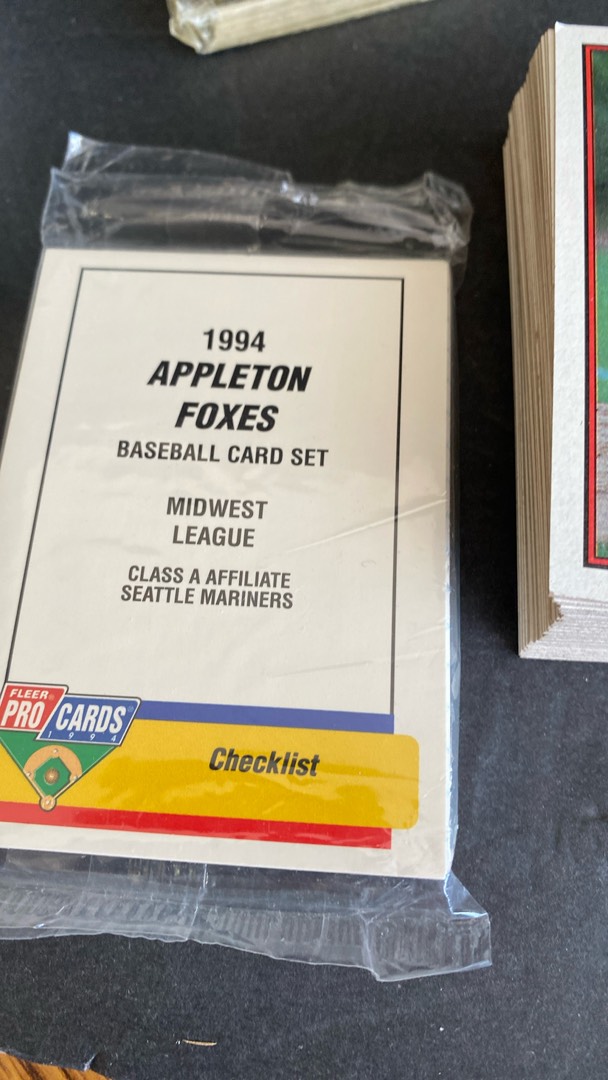 1994
APPLETON
FOXES
BASEBALL CARD SET
MIDWEST
LEAGUE
CLASS A AFFILIATE
SEATTLE MARINERS
FLEER®
PRO CARDS®
1994
Checklist